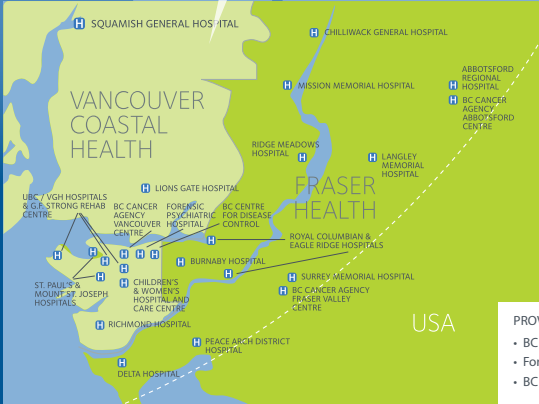 SQUAMISH GENERAL HOSPITAL
CHILLIWACK GENERAL HOSPITAL
ABBOTSFORD
REGIONAL
HOSPITAL
MISSION MEMORIAL HOSPITAL
BC CANCER
AGENCY
ABBOTSFORD
CENTRE
VANCOUVER
COASTAL
HEALTH
RIDGE MEADOWS
HOSPITAL
LANGLEY
MEMORIAL
HOSPITAL
LIONS GATE HOSPITAL
FRASER
HEALTH
UBC / VGH HOSPITALS
& G.F. STRONG REHAB
CENTRE
BC CANCER
AGENCY
VANCOUVER
CENTRE
FORENSIC
PSYCHIATRIC
HOSPITAL
BC CENTRE
FOR DISEASE
CONTROL
ROYAL COLUMBIAN &
EAGLE RIDGE HOSPITALS
BURNABY HOSPITAL
SURREY MEMORIAL HOSPITAL
ST. PAUL'S &
MOUNT ST. JOSEPH
HOSPITALS
CHILDREN'S
& WOMEN'S
HOSPITAL AND
CARE CENTRE
BC CANCER AGENCY
FRASER VALLEY
CENTRE
RICHMOND HOSPITAL
USA
PEACE ARCH DISTRICT
HOSPITAL
DELTA HOSPITAL
PROV
• BC
• For
• BC